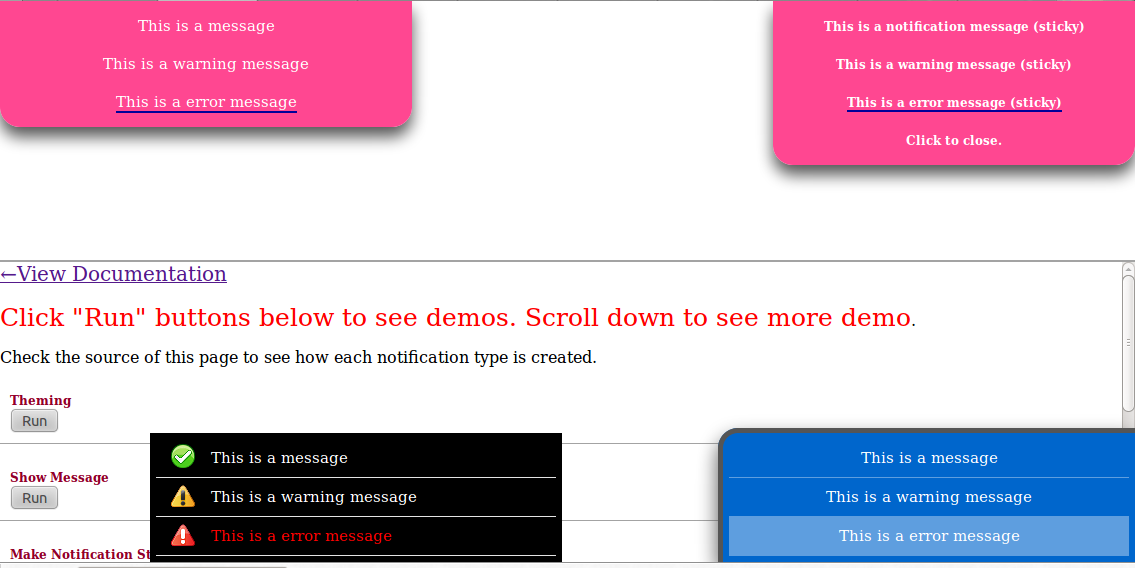 This is a message
This is a warning message
This is a error message
This is a notification message (sticky)
This is a warning message (sticky)
This is a error message (sticky)
Click to close.
←View Documentation
Click "Run" buttons below to see demos. Scroll down to see more demo.
Check the source of this page to see how each notification type is created.
Theming
Run
Show Message
Run
Make Notification St
This is a message
This is a warning message
This is a error message
This is a message
This is a warning message
This is a error message